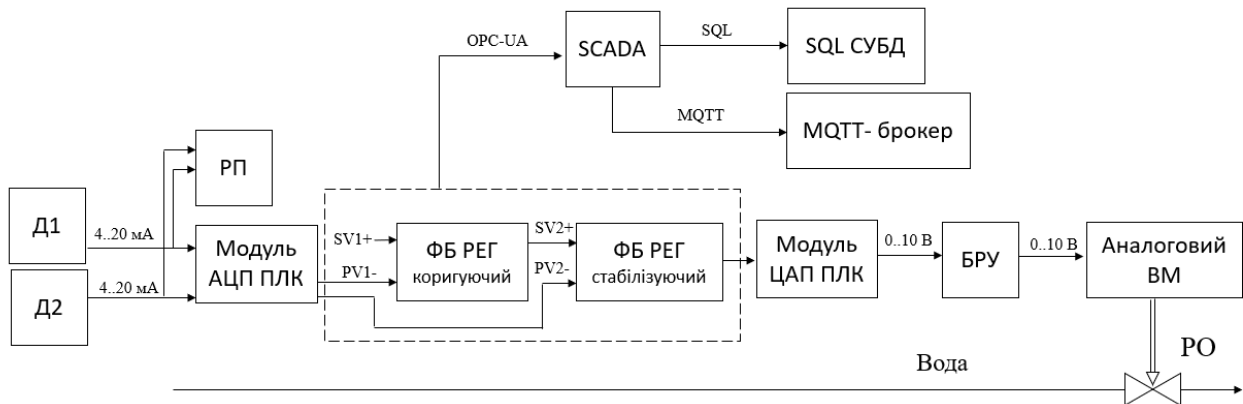 OPC-UA
SCADA
SQL
SQL СУБД
MQTT
MQTT- брокер
РП
Д1
4..20 мА
Д2
4..20 мА
Модуль
АЦП ПЛК
SV1+
PV1-
ФБ РЕГ
коригуючий
SV2+
PV2-
ФБ РЕГ
стабілізуючий
Модуль
ЦАП ПЛК
0..10 В
БРУ
0..10 В
Аналоговий
ВМ
РО
Вода